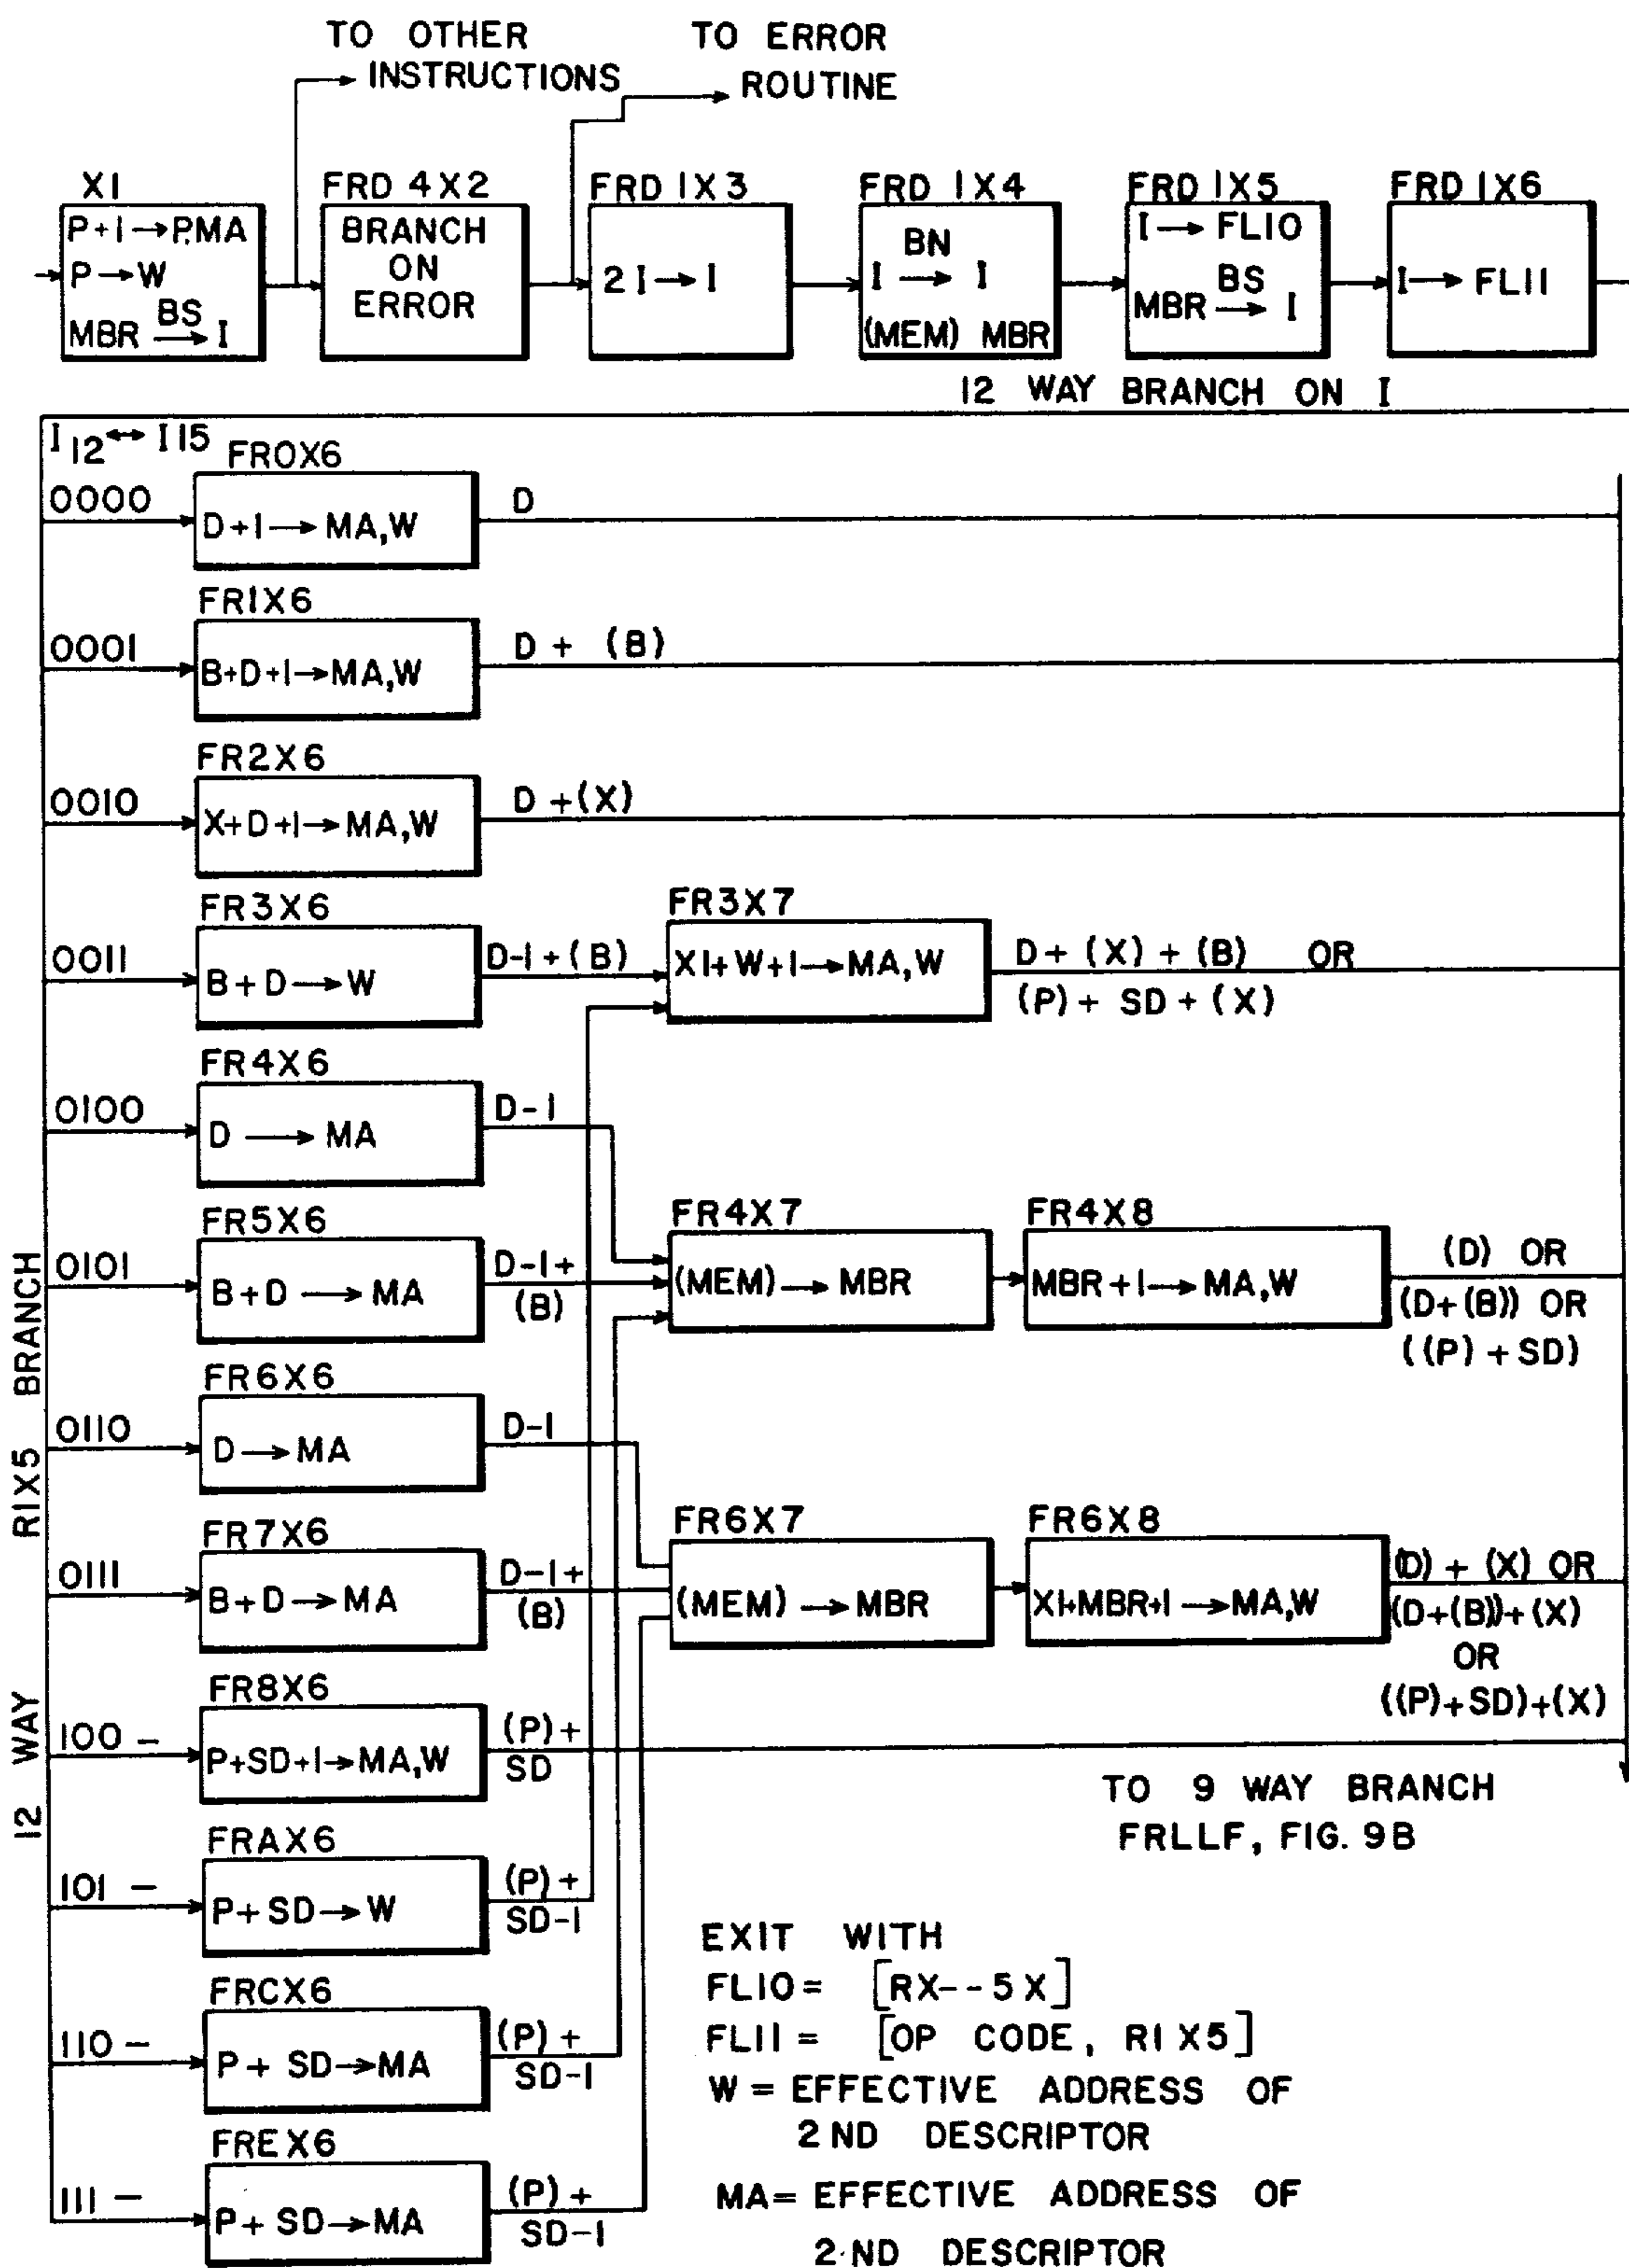 TO OTHER INSTRUCTIONS
TO ERROR ROUTINE
X1
P+1→P,MA
P→W
MBR BS→ I
FRD 4X2
BRANCH
ON
ERROR
FRD 1X3
2I→I
FRD 1X4
BN
I → I
(MEM) MBR
FRD 1X5
I→FL10
BS
MBR → I
FRD 1X6
I→FL11
12 WAY BRANCH ON I
I12↔I15
12 WAY R1X5 BRANCH
0000
FR0X6
D+1→MA,W
D
0001
FR1X6
B+D+1→MA,W
D + (B)
0010
FR2X6
X+D+1→MA,W
D +(X)
0011
FR3X6
B+D→W
D-1+(B)
FR3X7
X1+W+1→MA,W
D+ (X) + (B) OR
(P)+ SD + (X)
0100
FR4X6
D → MA
D-1
0101
FR5X6
B+D → MA
D-1+
(B)
FR4X7
(MEM)→ MBR
FR4X8
MBR+1→MA,W
(D) OR
(D+(B)) OR
((P)+SD)
0110
FR6X6
D→MA
D-1
0111
FR7X6
B+D→MA
D-1+
(B)
FR6X7
(MEM) →MBR
FR6X8
X1+MBR+1→MA,W
(D) + (X) OR
(D+(B))+(X)
OR
((P)+SD)+(X)
100 -
FR8X6
P+SD+1→MA,W
(P)+
SD
TO 9 WAY BRANCH
FRLLF, FIG. 9B
101 -
FRAX6
P+SD→W
(P)+
SD-1
110 -
FRCX6
P+ SD→MA
(P)+
SD-1
111 -
FREX6
P+ SD→MA
(P)+
SD-1
EXIT WITH
FL10= [RX--5X]
FL11= [OP CODE, R1X5]
W = EFFECTIVE ADDRESS OF
2ND DESCRIPTOR
MA= EFFECTIVE ADDRESS OF
2ND DESCRIPTOR